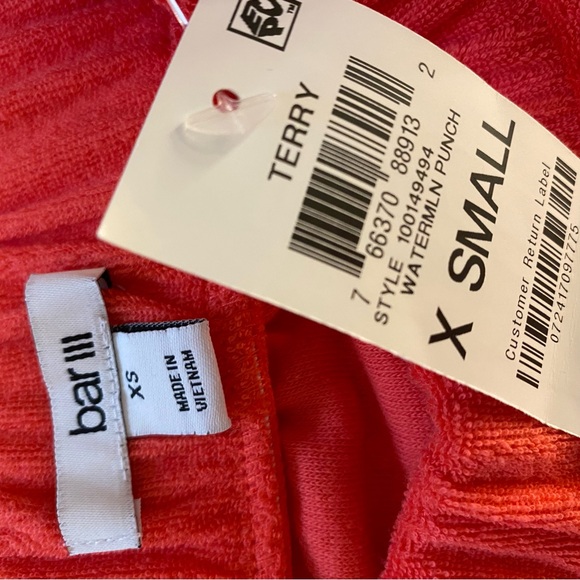 TERRY
7 66370 88913 2
STYLE 100149494
WATERMLN PUNCH
X SMALL
Customer Return Label
072417097775
bar III
XS
MADE IN
VIETNAM